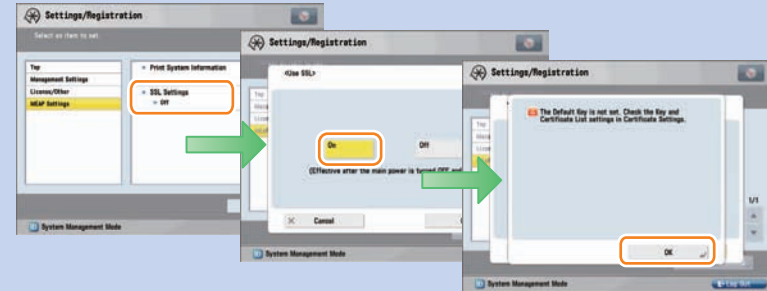 Settings/Registration
Select an item to set.
Top
Management Settings
License/Other
MEAP Settings
Print System Information
SSL Settings
Off
System Management Mode
Settings/Registration
<Use SSL>
Top
On
Off
(Effective after the main power is turned OFF and
Cancel
System Management Mode
Settings/Registration
The Default Key is not set. Check the Key and
Certificate List settings in Certificate Settings.
OK
1/1
System Management Mode
Log Out